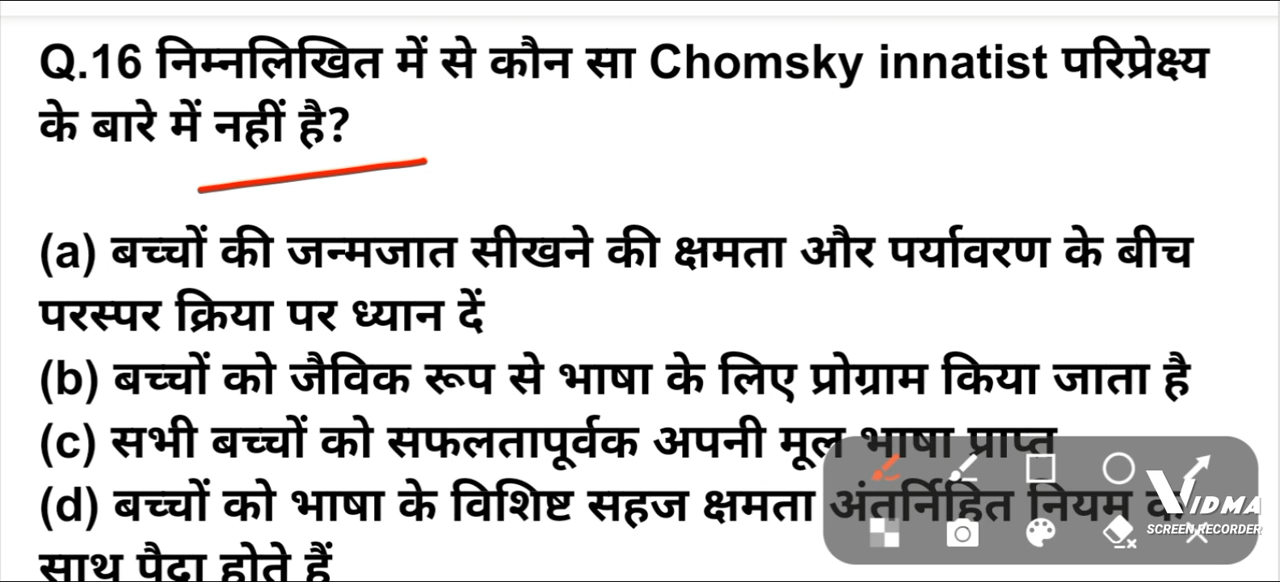 Q.16 निम्नलिखित में से कौन सा Chomsky innatist परिप्रेक्ष्य
के बारे में नहीं है?
(a) बच्चों की जन्मजात सीखने की क्षमता और पर्यावरण के बीच
परस्पर क्रिया पर ध्यान दें
(b) बच्चों को जैविक रूप से भाषा के लिए प्रोग्राम किया जाता है
(c) सभी बच्चों को सफलतापूर्वक अपनी मूल भाषा प्राप्त
(d) बच्चों को भाषा के विशिष्ट सहज क्षमता अंतर्निहित नियम के
साथ पैदा होते हैं
VIDMA
SCREEN RECORDER